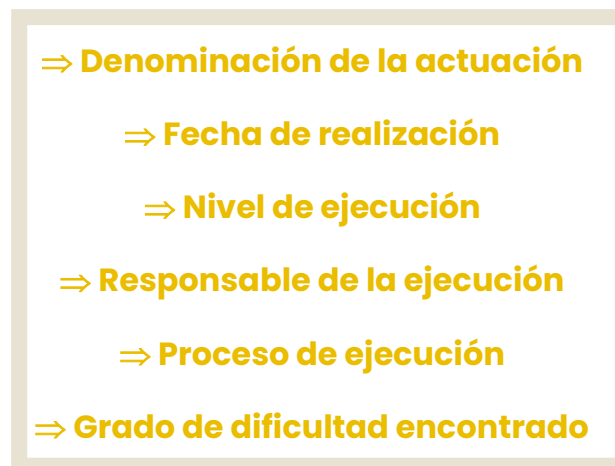 ⇒ Denominación de la actuación
⇒ Fecha de realización
⇒ Nivel de ejecución
⇒ Responsable de la ejecución
⇒ Proceso de ejecución
⇒ Grado de dificultad encontrado